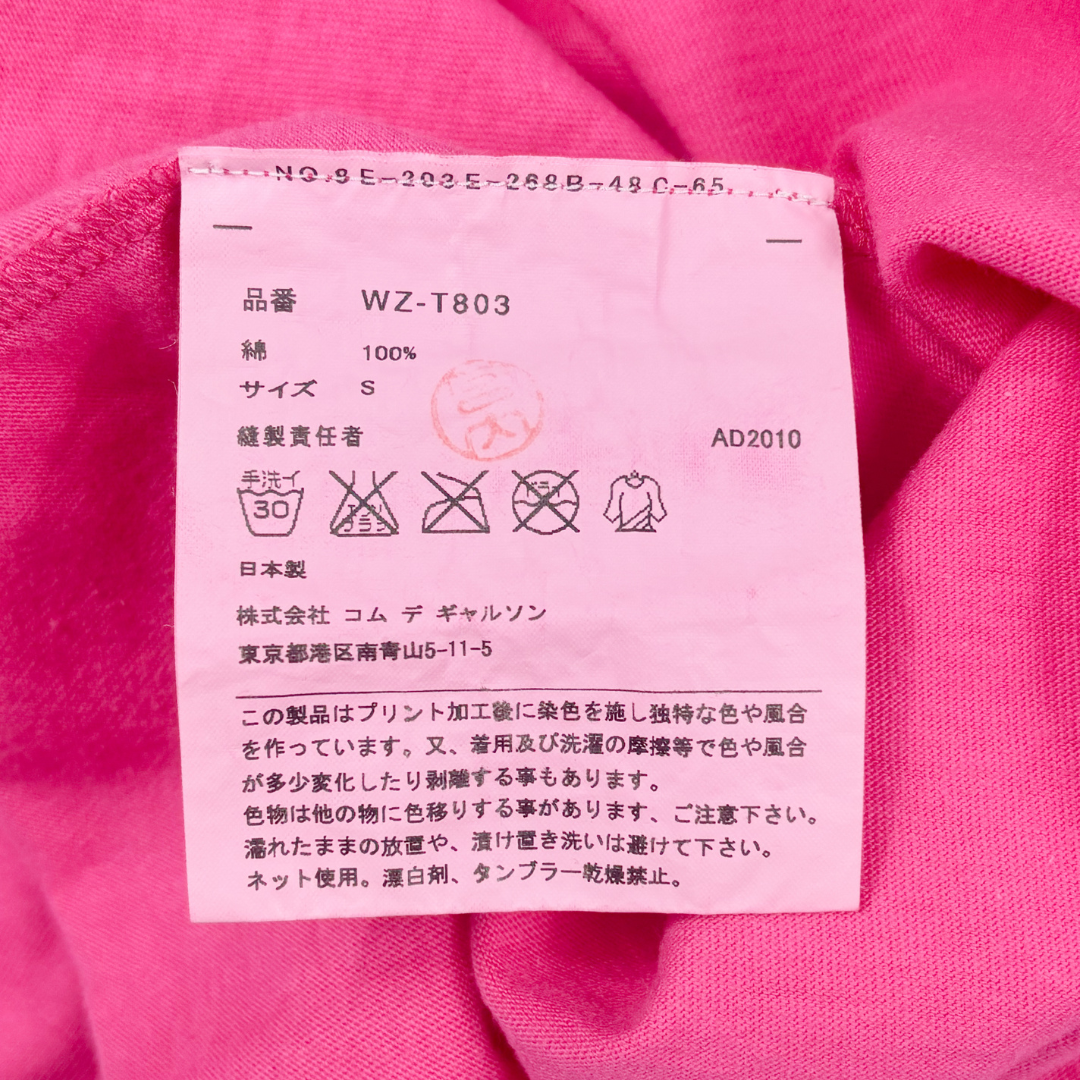 NO.8E-203E-268B-48C-65
品番 WZ-T803
綿 100%
サイズ S
縫製責任者 AD2010
手洗イ
30
日本製
株式会社 コム デ ギャルソン
東京都港区南青山5-11-5
この製品はプリント加工後に染色を施し独特な色や風合
を作っています。又、着用及び洗濯の摩擦等で色や風合
が多少変化したり剥離する事もあります。
色物は他の物に色移りする事があります、ご注意下さい。
濡れたままの放置や、漬け置き洗いは避けて下さい。
ネット使用。漂白剤、タンブラー乾燥禁止。